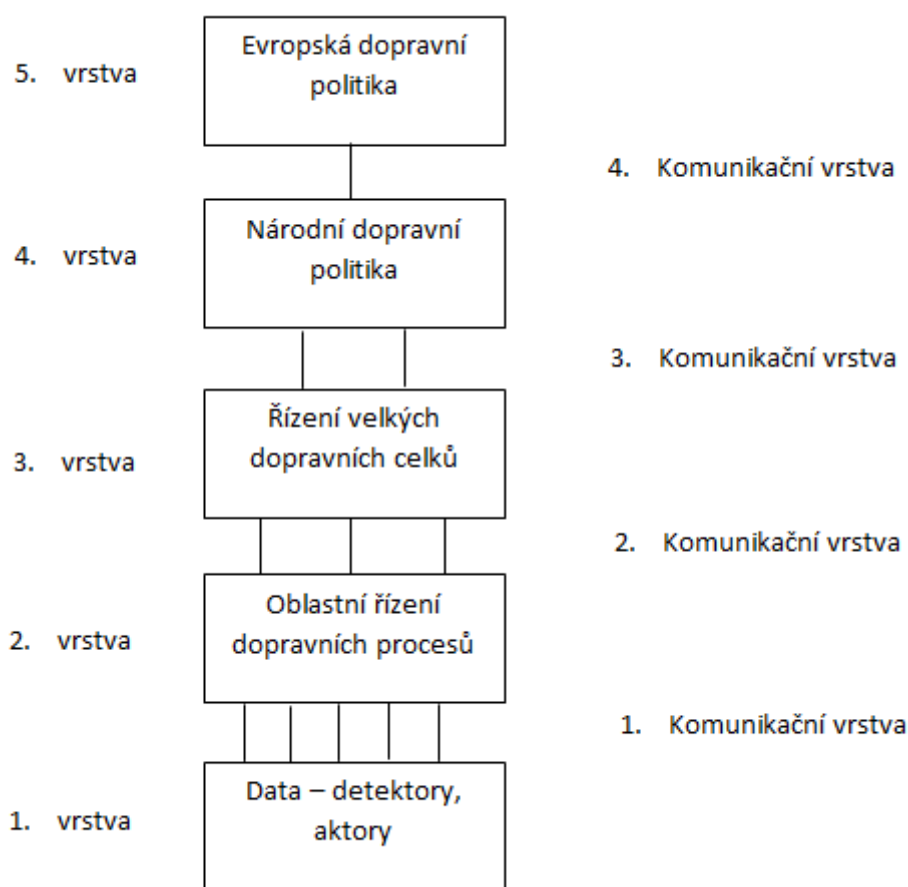 5. vrstva
Evropská dopravní
politika
4. Komunikační vrstva
4. vrstva
Národní dopravní
politika
3. Komunikační vrstva
3. vrstva
Řízení velkých
dopravních celků
2. Komunikační vrstva
2. vrstva
Oblastní řízení
dopravních procesů
1. Komunikační vrstva
1. vrstva
Data – detektory,
aktory